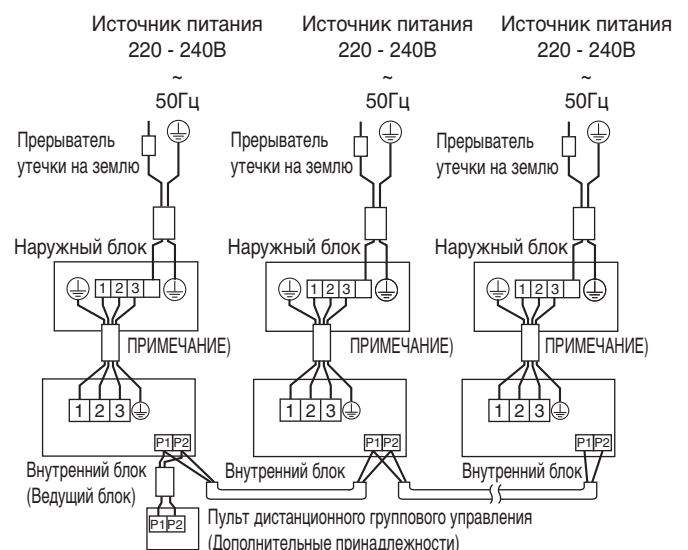 Источник питания Источник питания Источник питания
220 - 240В 220 - 240В 220 - 240В
~ ~ ~
50Гц 50Гц 50Гц
Прерыватель Прерыватель Прерыватель
утечки на землю утечки на землю утечки на землю
Наружный блок Наружный блок Наружный блок
1 2 3 1 2 3 1 2 3
ПРИМЕЧАНИЕ) ПРИМЕЧАНИЕ) ПРИМЕЧАНИЕ)
1 2 3 1 2 3 1 2 3
P1 P2 P1 P2 P1 P2
Внутренний блок Внутренний блок Внутренний блок
(Ведущий блок)
P1 P2 Пульт дистанционного группового управления
(Дополнительные принадлежности)